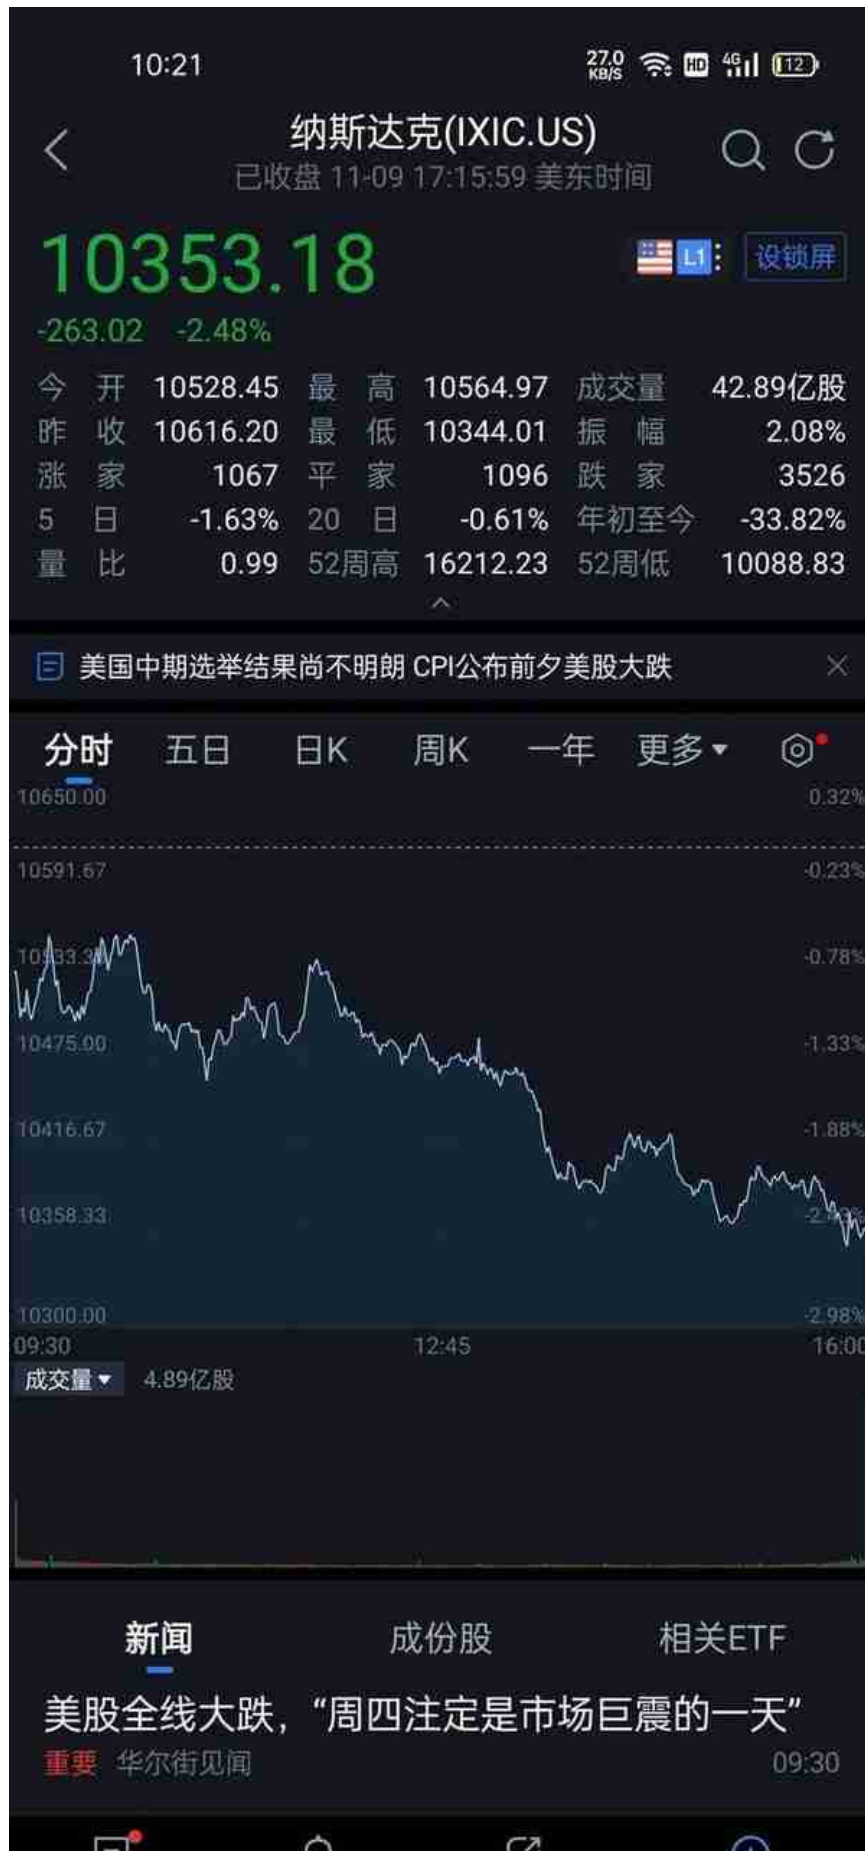 10:21
27.0 KB/S HD 4G 12
纳斯达克(IXIC.US)
已收盘 11-09 17:15:59 美东时间
10353.18
L1 设锁屏
-263.02 -2.48%
今开 10528.45 最高 10564.97 成交量 42.89亿股
昨收 10616.20 最低 10344.01 振幅 2.08%
涨家 1067 平家 1096 跌家 3526
5日 -1.63% 20日 -0.61% 年初至今 -33.82%
量比 0.99 52周高 16212.23 52周低 10088.83
美国中期选举结果尚不明朗 CPI公布前夕美股大跌
分时 五日 日K 周K 一年 更多
10650.00 0.32%
10591.67 -0.23%
10533.3 -0.78%
10475.00 -1.33%
10416.67 -1.88%
10358.33 -2.43%
10300.00 -2.98%
09:30 12:45 16:00
成交量 4.89亿股
新闻 成份股 相关ETF
美股全线大跌，“周四注定是市场巨震的一天”
重要 华尔街见闻 09:30